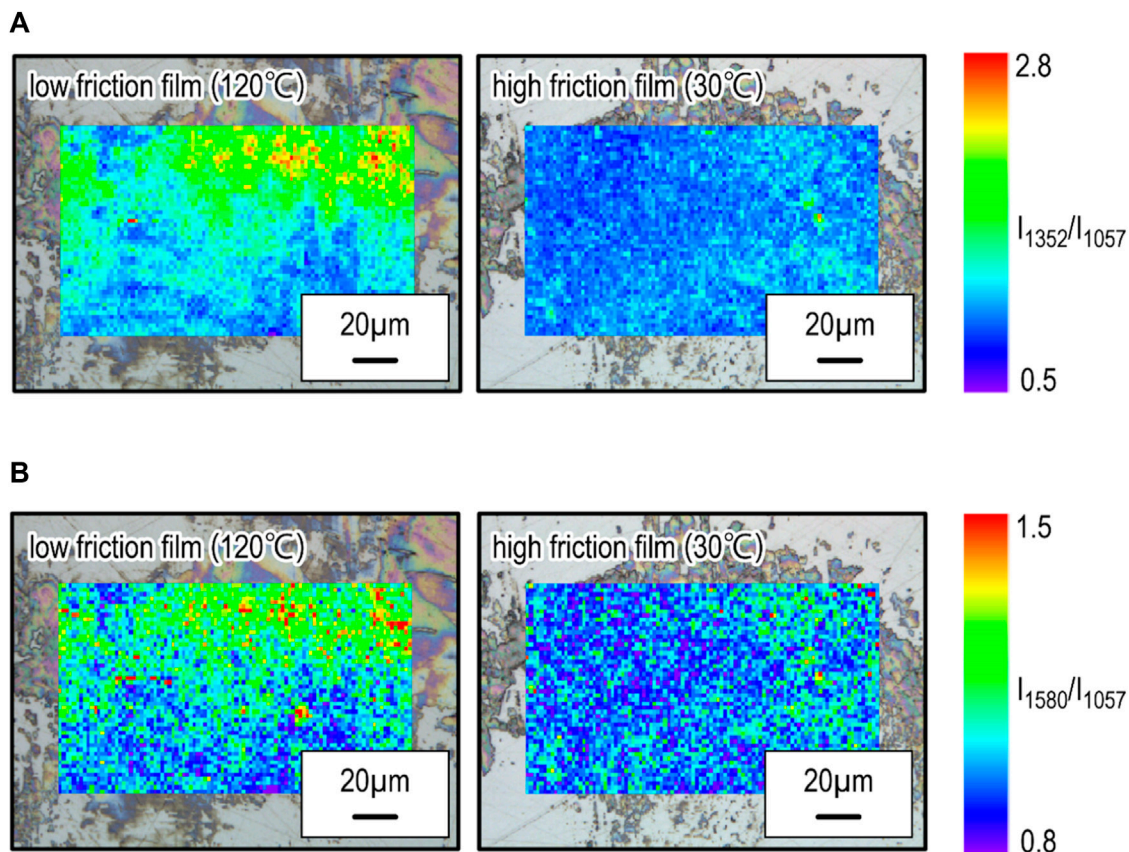 A
low friction film (120℃)
high friction film (30℃)
2.8
I1352/I1057
20μm
20μm
0.5
B
low friction film (120℃)
high friction film (30℃)
1.5
I1580/I1057
20μm
20μm
0.8